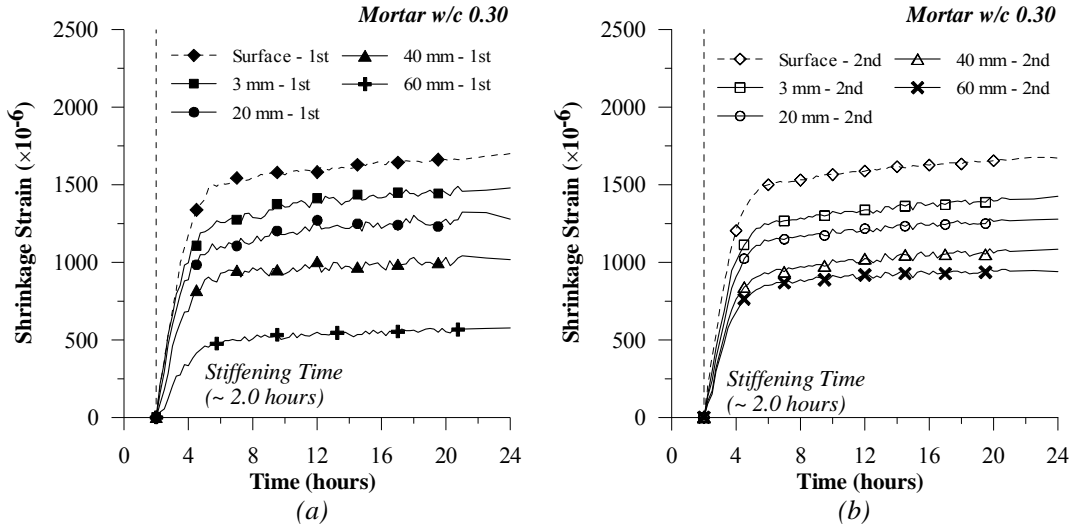 Mortar w/c 0.30
2500
2000
1500
1000
500
0
Shrinkage Strain (×10-6)
Surface - 1st
3 mm - 1st
20 mm - 1st
40 mm - 1st
60 mm - 1st
Stiffening Time
(~ 2.0 hours)
0 4 8 12 16 20 24
Time (hours)
(a)
Mortar w/c 0.30
2500
2000
1500
1000
500
0
Shrinkage Strain (×10-6)
Surface - 2nd
3 mm - 2nd
20 mm - 2nd
40 mm - 2nd
60 mm - 2nd
Stiffening Time
(~ 2.0 hours)
0 4 8 12 16 20 24
Time (hours)
(b)